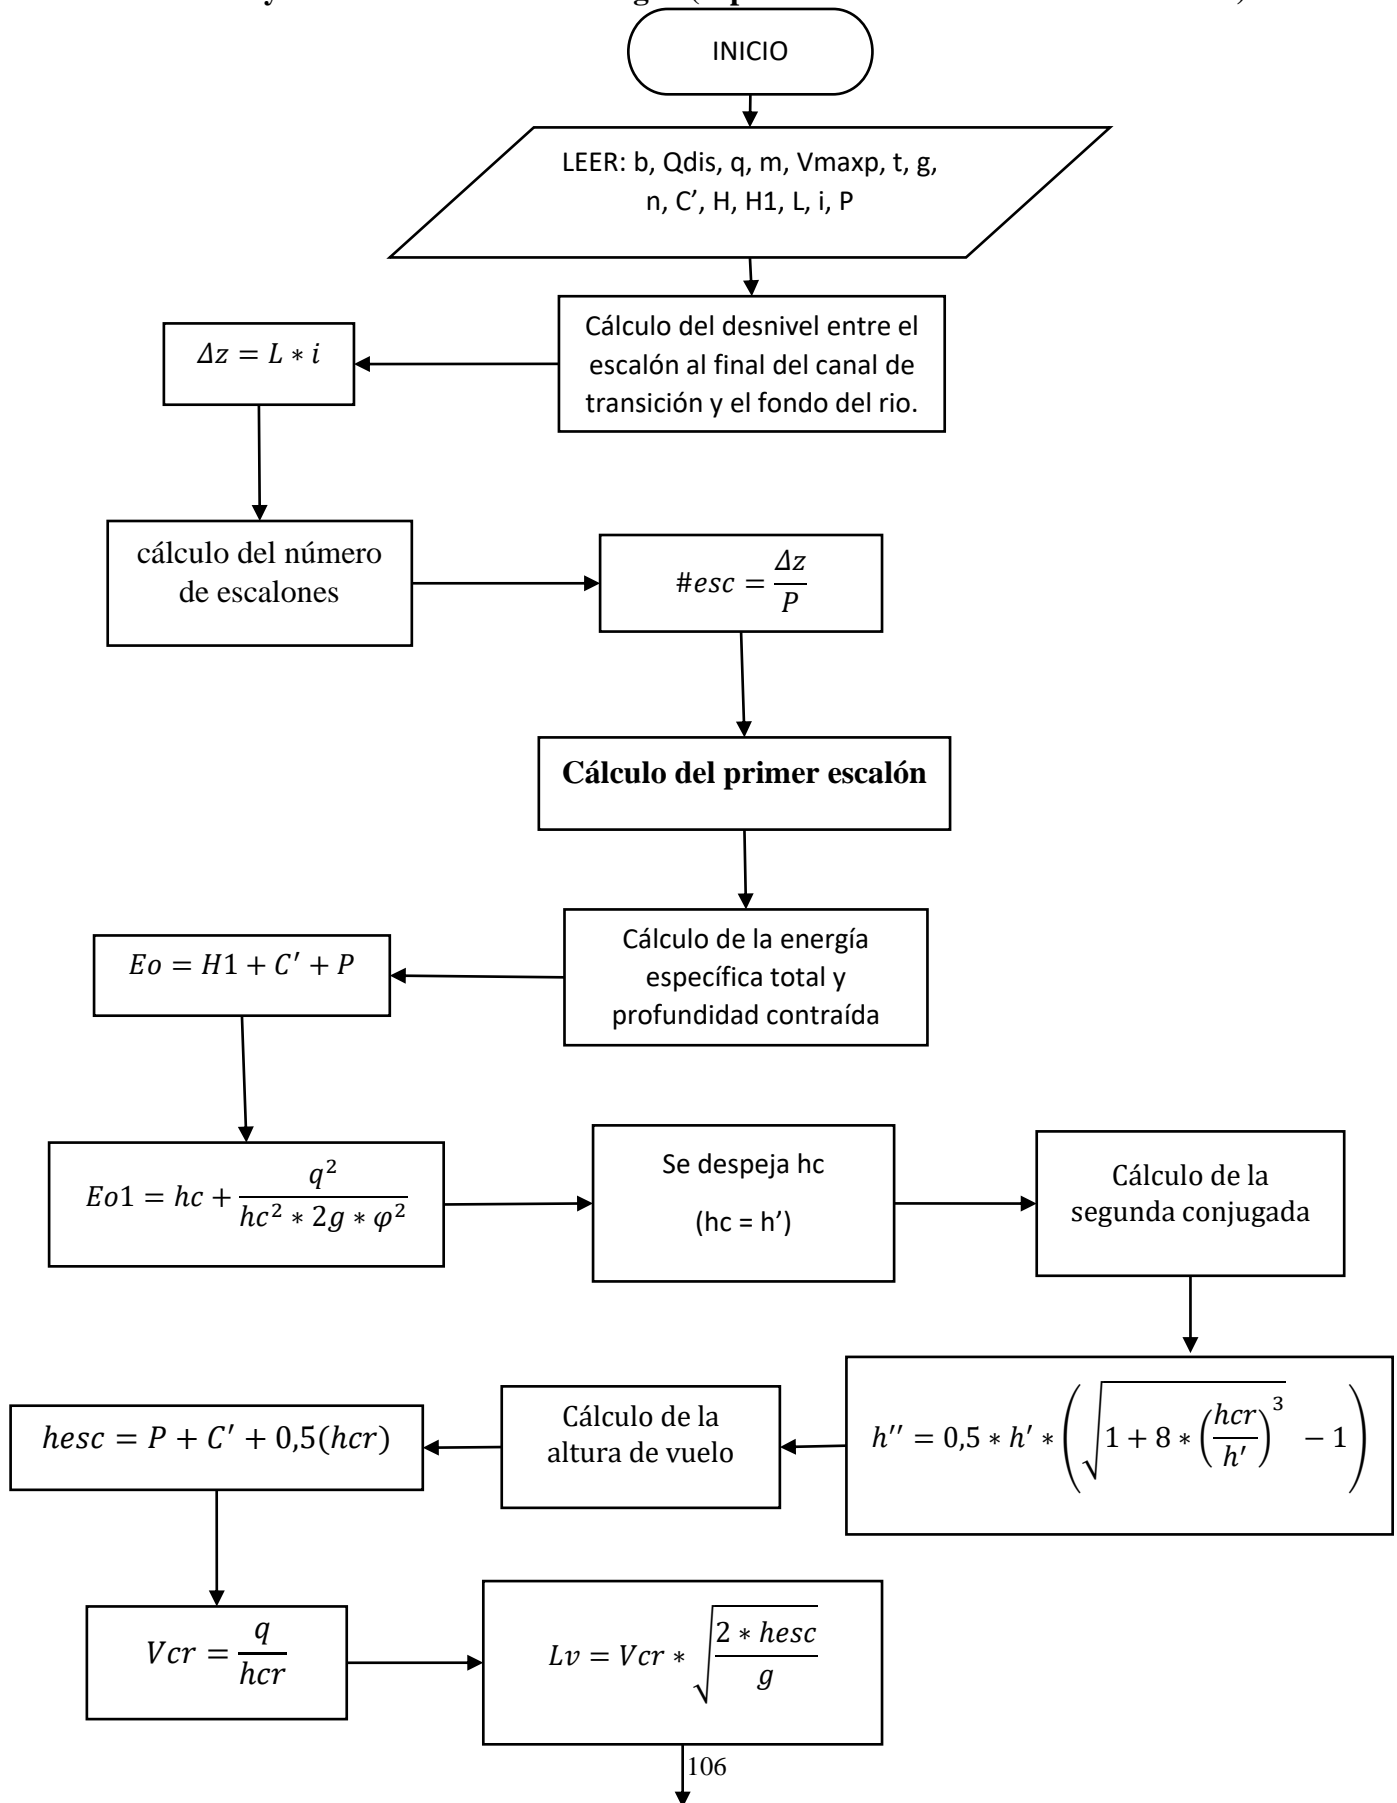 INICIO
LEER: b, Qdis, q, m, Vmaxp, t, g,
n, C’, H, H1, L, i, P
Cálculo del desnivel entre el
escalón al final del canal de
transición y el fondo del rio.
Δz = L * i
cálculo del número
de escalones
#esc = Δz / P
Cálculo del primer escalón
Cálculo de la energía
específica total y
profundidad contraída
Eo = H1 + C′ + P
Eo1 = hc + q² / (hc² * 2g * φ²)
Se despeja hc
(hc = h’)
Cálculo de la
segunda conjugada
h′′ = 0,5 * h′ * (√(1 + 8 * (hcr / h′)³) − 1)
Cálculo de la
altura de vuelo
hesc = P + C′ + 0,5(hcr)
Vcr = q / hcr
Lv = Vcr * √(2 * hesc / g)
106